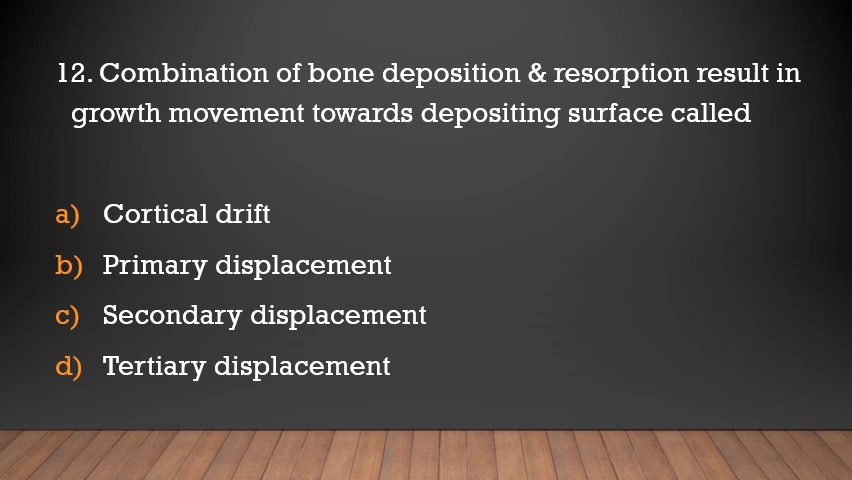 12. Combination of bone deposition & resorption result in
growth movement towards depositing surface called
a) Cortical drift
b) Primary displacement
c) Secondary displacement
d) Tertiary displacement